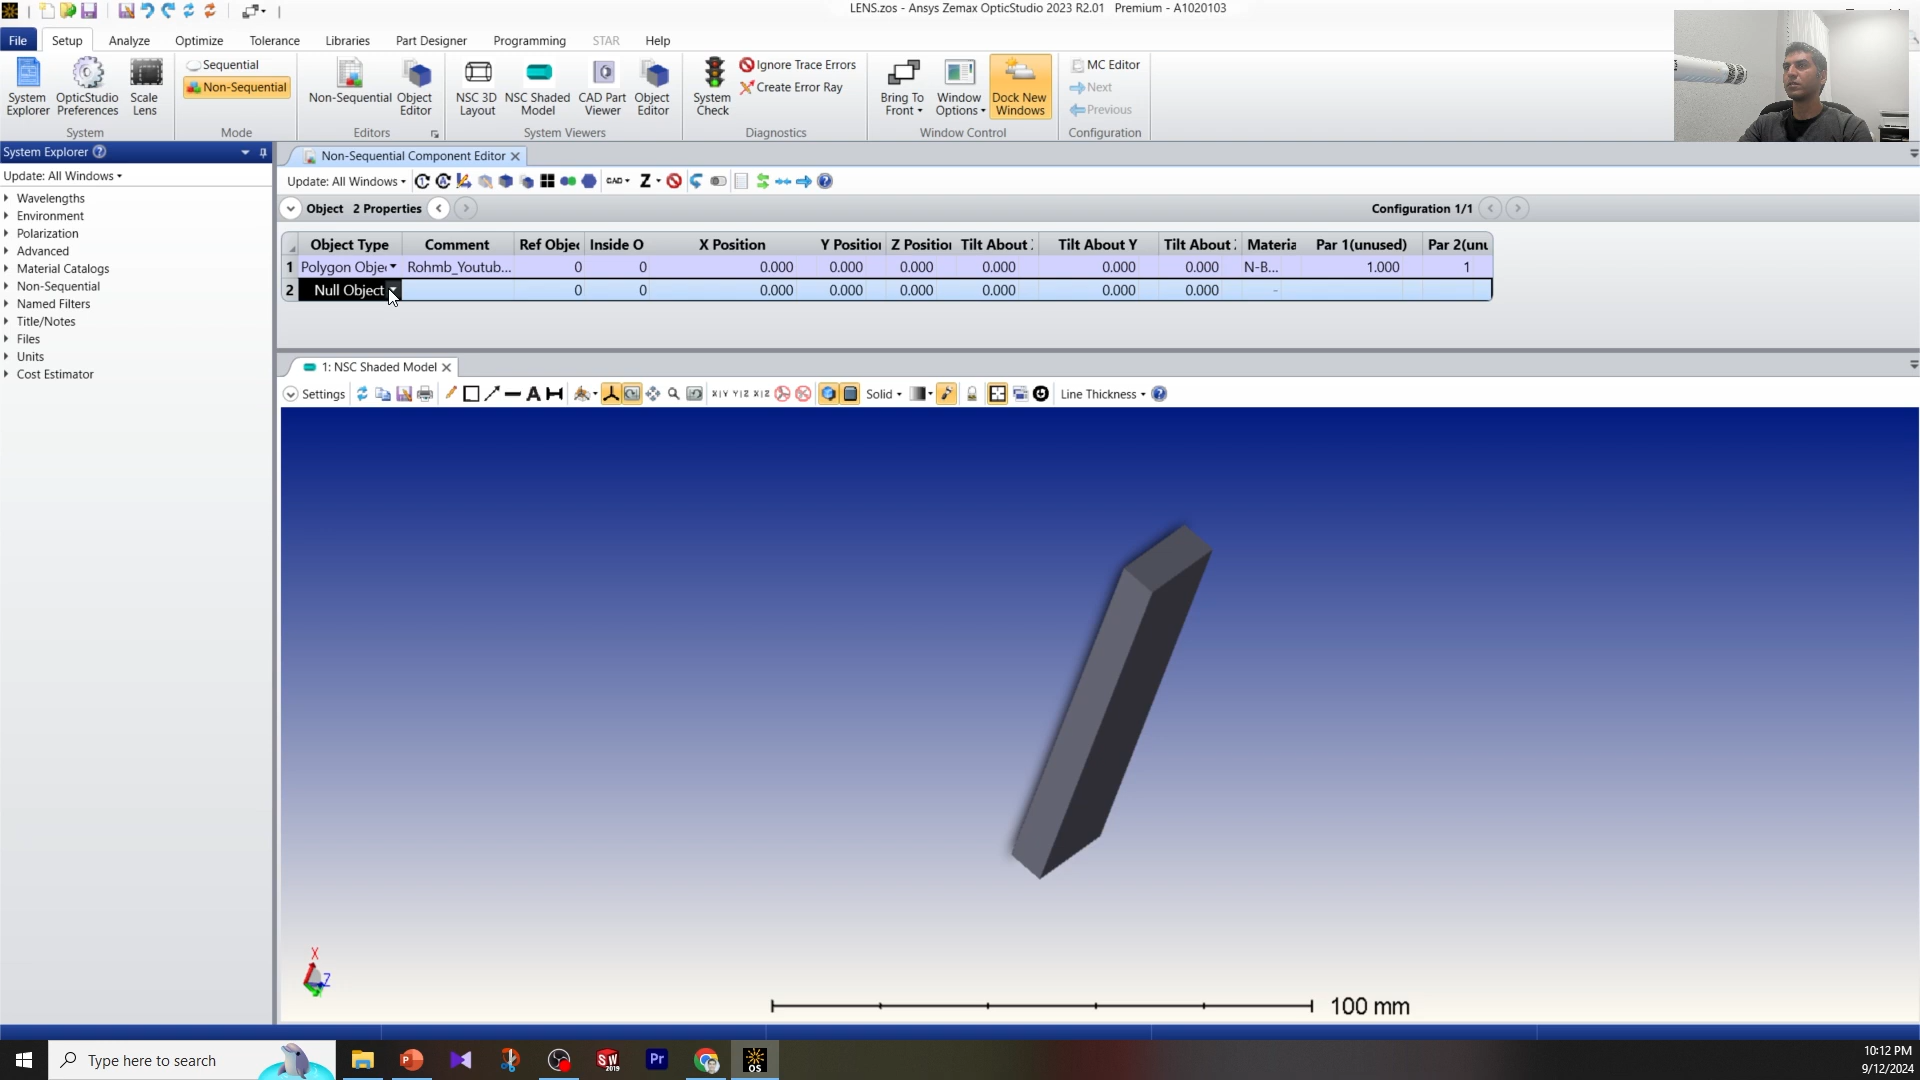 LENS.zos - Ansys Zemax OpticStudio 2023 R2.01   Premium - A1020103
File Setup Analyze Optimize Tolerance Libraries Part Designer Programming STAR Help
System Explorer
OpticStudio Preferences
Scale Lens
Sequential
Non-Sequential
Non-Sequential
Object Editor
NSC 3D Layout
NSC Shaded Model
CAD Part Viewer
Object Editor
System Check
Ignore Trace Errors
Create Error Ray
Bring To Front
Window Options
Dock New Windows
MC Editor
Next
Previous
System Mode Editors System Viewers Diagnostics Window Control Configuration
System Explorer
Update: All Windows
Wavelengths
Environment
Polarization
Advanced
Material Catalogs
Non-Sequential
Named Filters
Title/Notes
Files
Units
Cost Estimator
Non-Sequential Component Editor
Update: All Windows CAD Z
Object 2 Properties Configuration 1/1
Object Type Comment Ref Objec Inside O X Position Y Position Z Position Tilt About Tilt About Y Tilt About Materia Par 1(unused) Par 2(unu
1 Polygon Objec Rohmb_Youtub... 0 0 0.000 0.000 0.000 0.000 0.000 0.000 N-B... 1.000 1
2 Null Object 0 0 0.000 0.000 0.000 0.000 0.000 0.000 -
1: NSC Shaded Model
Settings A X|Y Y|Z X|Z Solid Line Thickness
X
Z
100 mm
Type here to search
P
SW
2019
Pr
OS
10:12 PM
9/12/2024